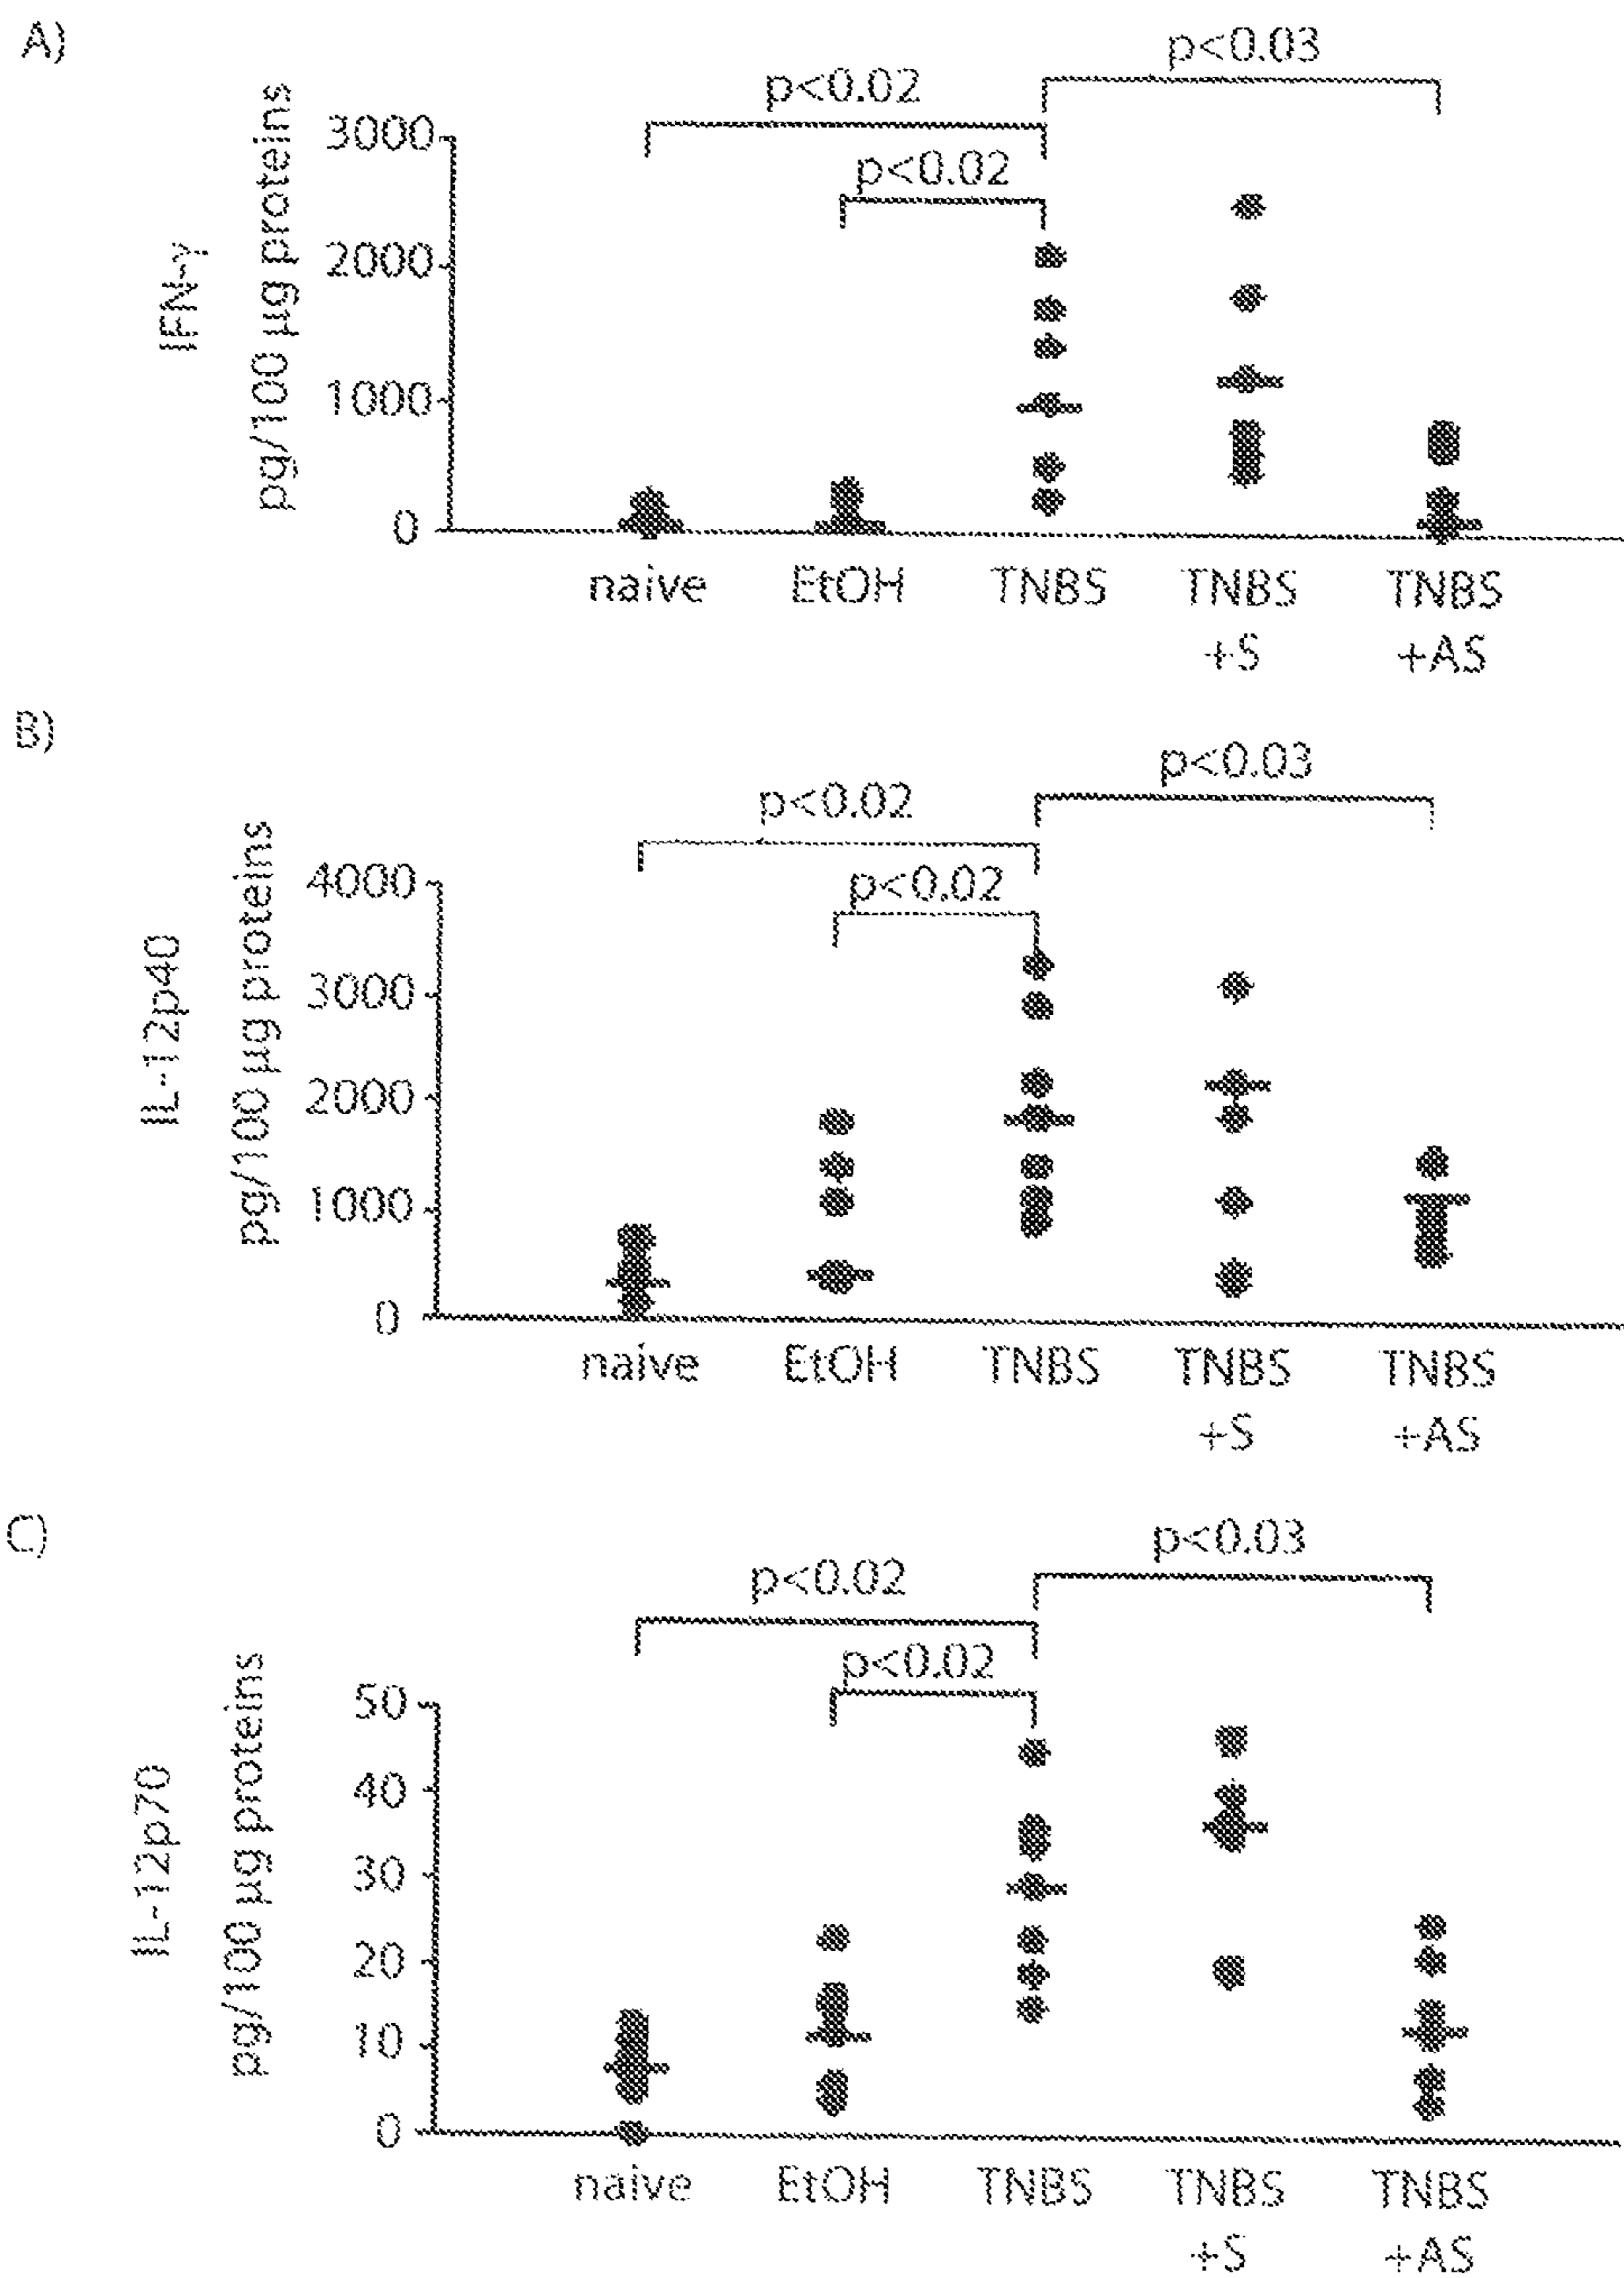 A)
p<0.03
p<0.02
p<0.02
IFN-γ
pg/100 µg proteins
3000
2000
1000
0
naive EtOH TNBS TNBS TNBS
+S +AS
B)
p<0.03
p<0.02
p<0.02
IL-12p40
pg/100 µg proteins
4000
3000
2000
1000
0
naive EtOH TNBS TNBS TNBS
+S +AS
C)
p<0.03
p<0.02
p<0.02
IL-12p70
pg/100 µg proteins
50
40
30
20
10
0
naive EtOH TNBS TNBS TNBS
+S +AS